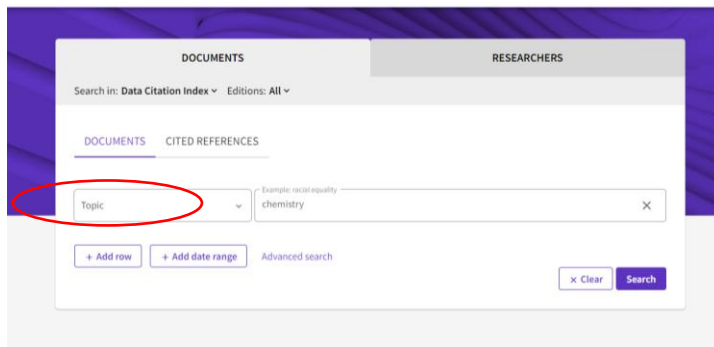 DOCUMENTS RESEARCHERS
Search in: Data Citation Index Editions: All
DOCUMENTS CITED REFERENCES
Example: racial equality
Topic chemistry
+ Add row + Add date range Advanced search
× Clear Search